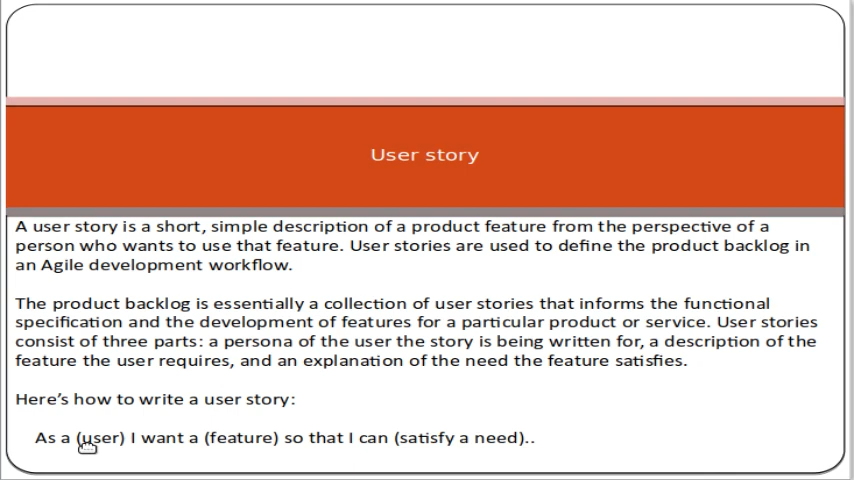 User story
A user story is a short, simple description of a product feature from the perspective of a
person who wants to use that feature. User stories are used to define the product backlog in
an Agile development workflow.
The product backlog is essentially a collection of user stories that informs the functional
specification and the development of features for a particular product or service. User stories
consist of three parts: a persona of the user the story is being written for, a description of the
feature the user requires, and an explanation of the need the feature satisfies.
Here’s how to write a user story:
As a (user) I want a (feature) so that I can (satisfy a need)..